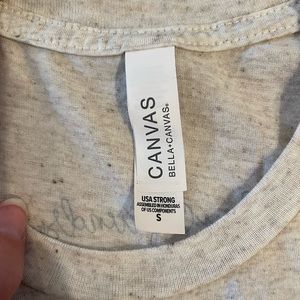 CANVAS
BELLA+CANVAS®
USA STRONG
ASSEMBLED IN HONDURAS
OF US COMPONENTS
S